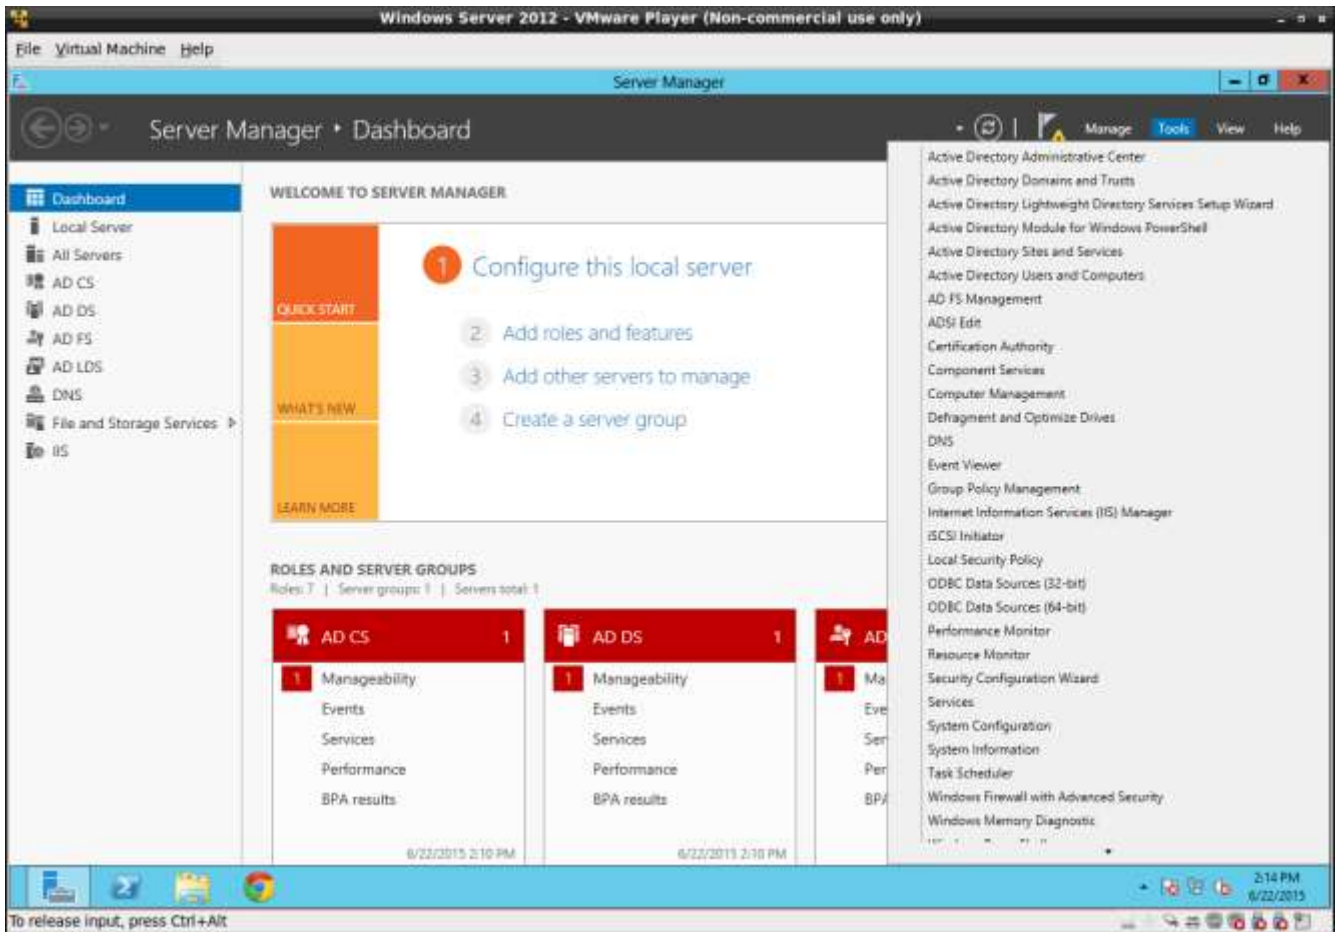 Windows Server 2012 - VMware Player (Non-commercial use only)
File Virtual Machine Help
Server Manager
Server Manager • Dashboard
Manage Tools View Help
Dashboard
Local Server
All Servers
AD CS
AD DS
AD FS
AD LDS
DNS
File and Storage Services
IIS
WELCOME TO SERVER MANAGER
QUICK START
WHAT'S NEW
LEARN MORE
1 Configure this local server
2 Add roles and features
3 Add other servers to manage
4 Create a server group
ROLES AND SERVER GROUPS
Roles: 7 | Server groups: 1 | Servers total: 1
AD CS 1
1 Manageability
Events
Services
Performance
BPA results
6/22/2015 2:10 PM
AD DS 1
1 Manageability
Events
Services
Performance
BPA results
6/22/2015 2:10 PM
AD
1 Ma
Eve
Ser
Per
BPA
Active Directory Administrative Center
Active Directory Domains and Trusts
Active Directory Lightweight Directory Services Setup Wizard
Active Directory Module for Windows PowerShell
Active Directory Sites and Services
Active Directory Users and Computers
AD FS Management
ADSI Edit
Certification Authority
Component Services
Computer Management
Defragment and Optimize Drives
DNS
Event Viewer
Group Policy Management
Internet Information Services (IIS) Manager
iSCSI Initiator
Local Security Policy
ODBC Data Sources (32-bit)
ODBC Data Sources (64-bit)
Performance Monitor
Resource Monitor
Security Configuration Wizard
Services
System Configuration
System Information
Task Scheduler
Windows Firewall with Advanced Security
Windows Memory Diagnostic
2:14 PM
6/22/2015
To release input, press Ctrl+Alt